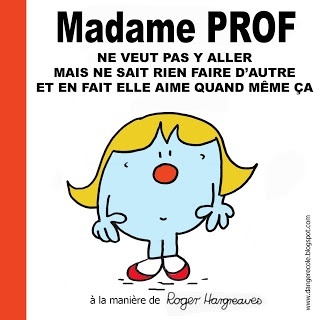 Madame PROF
NE VEUT PAS Y ALLER
MAIS NE SAIT RIEN FAIRE D'AUTRE
ET EN FAIT ELLE AIME QUAND MÊME ÇA
à la manière de Roger Hargreaves
www.dangerecole.blogspot.com